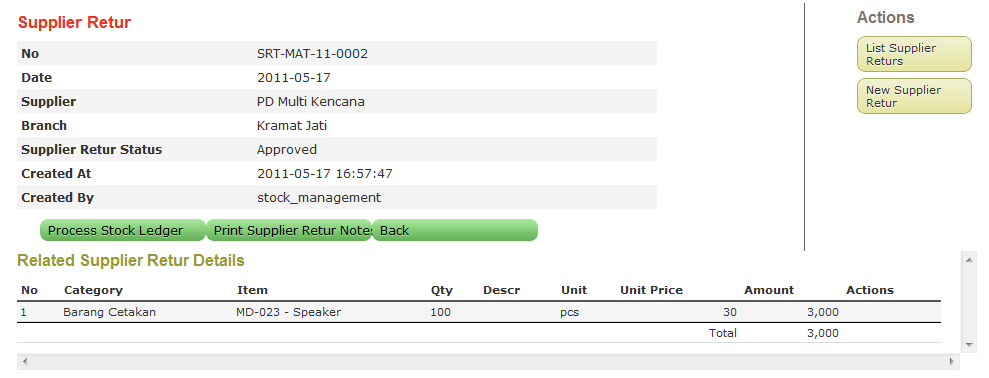 Supplier Retur
No SRT-MAT-11-0002
Date 2011-05-17
Supplier PD Multi Kencana
Branch Kramat Jati
Supplier Retur Status Approved
Created At 2011-05-17 16:57:47
Created By stock_management
Process Stock Ledger Print Supplier Retur Notes Back
Actions
List Supplier
Returs
New Supplier
Retur
Related Supplier Retur Details
No Category Item Qty Descr Unit Unit Price Amount Actions
1 Barang Cetakan MD-023 - Speaker 100 pcs 30 3,000
Total 3,000